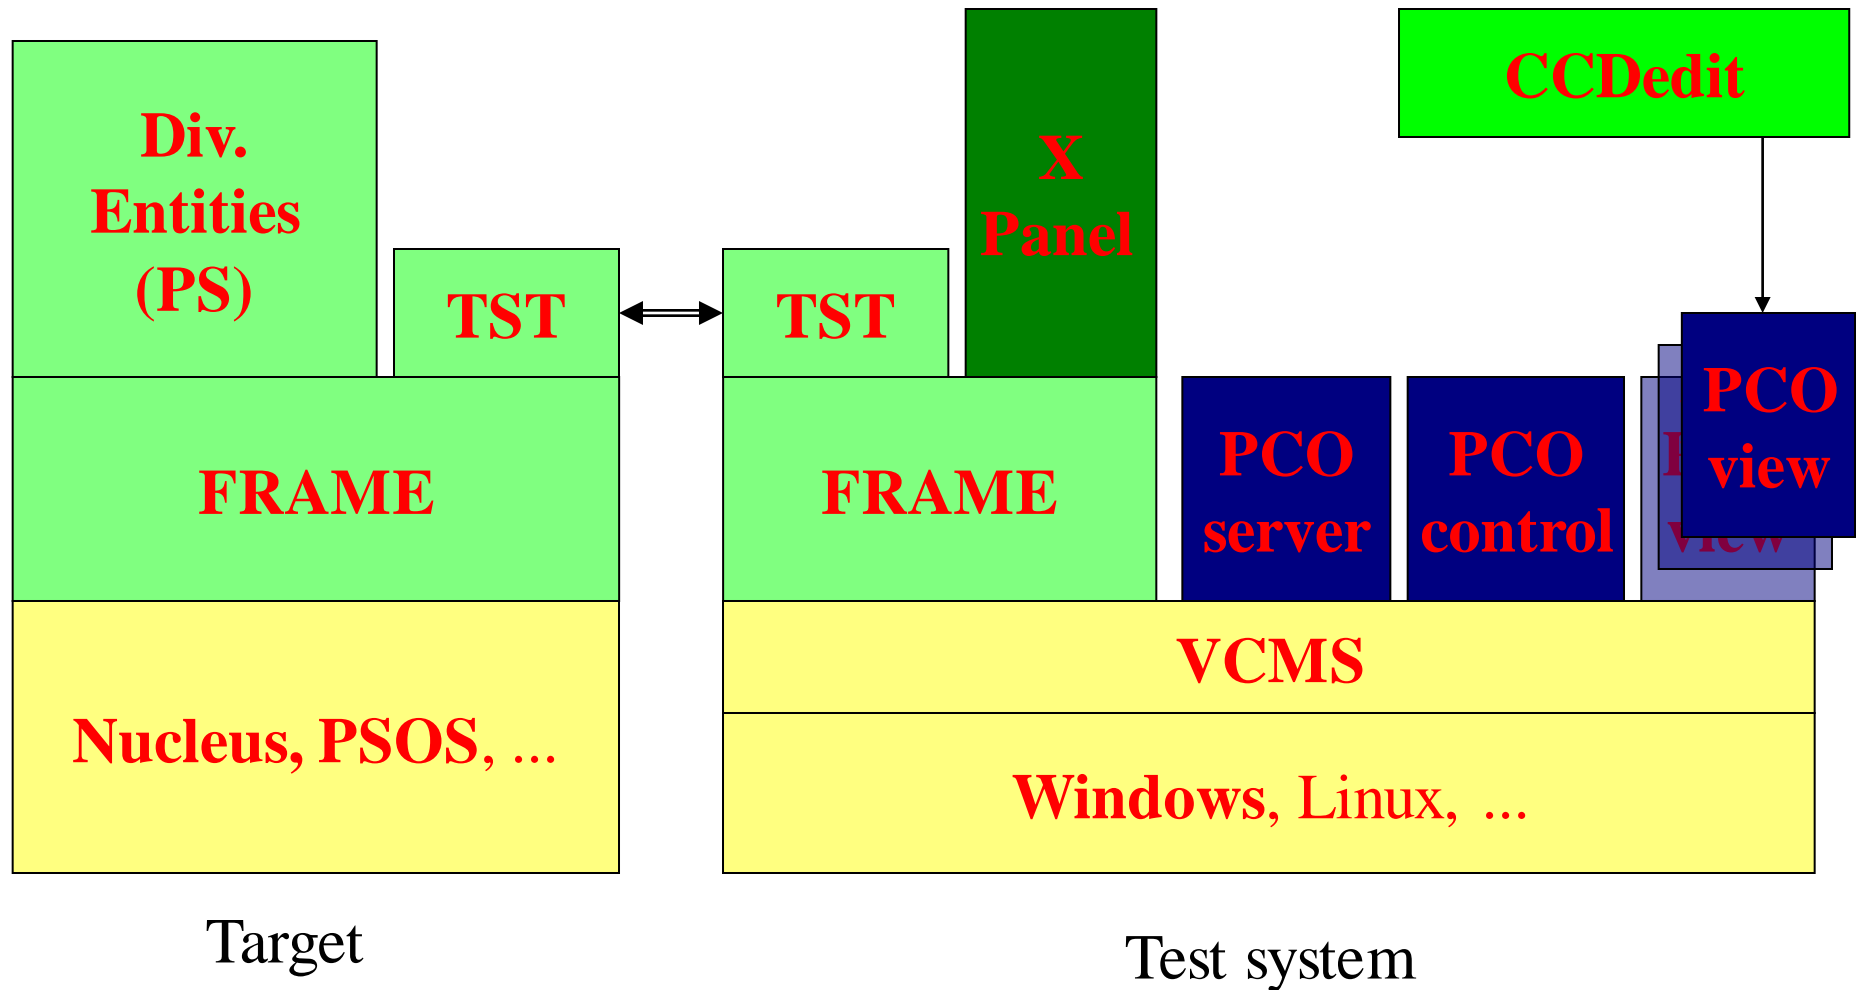 Div.
Entities
(PS)
TST
FRAME
Nucleus, PSOS, ...
Target
TST
X
Panel
FRAME
PCO
server
PCO
control
CCDedit
PCO
view
view
VCMS
Windows, Linux, ...
Test system